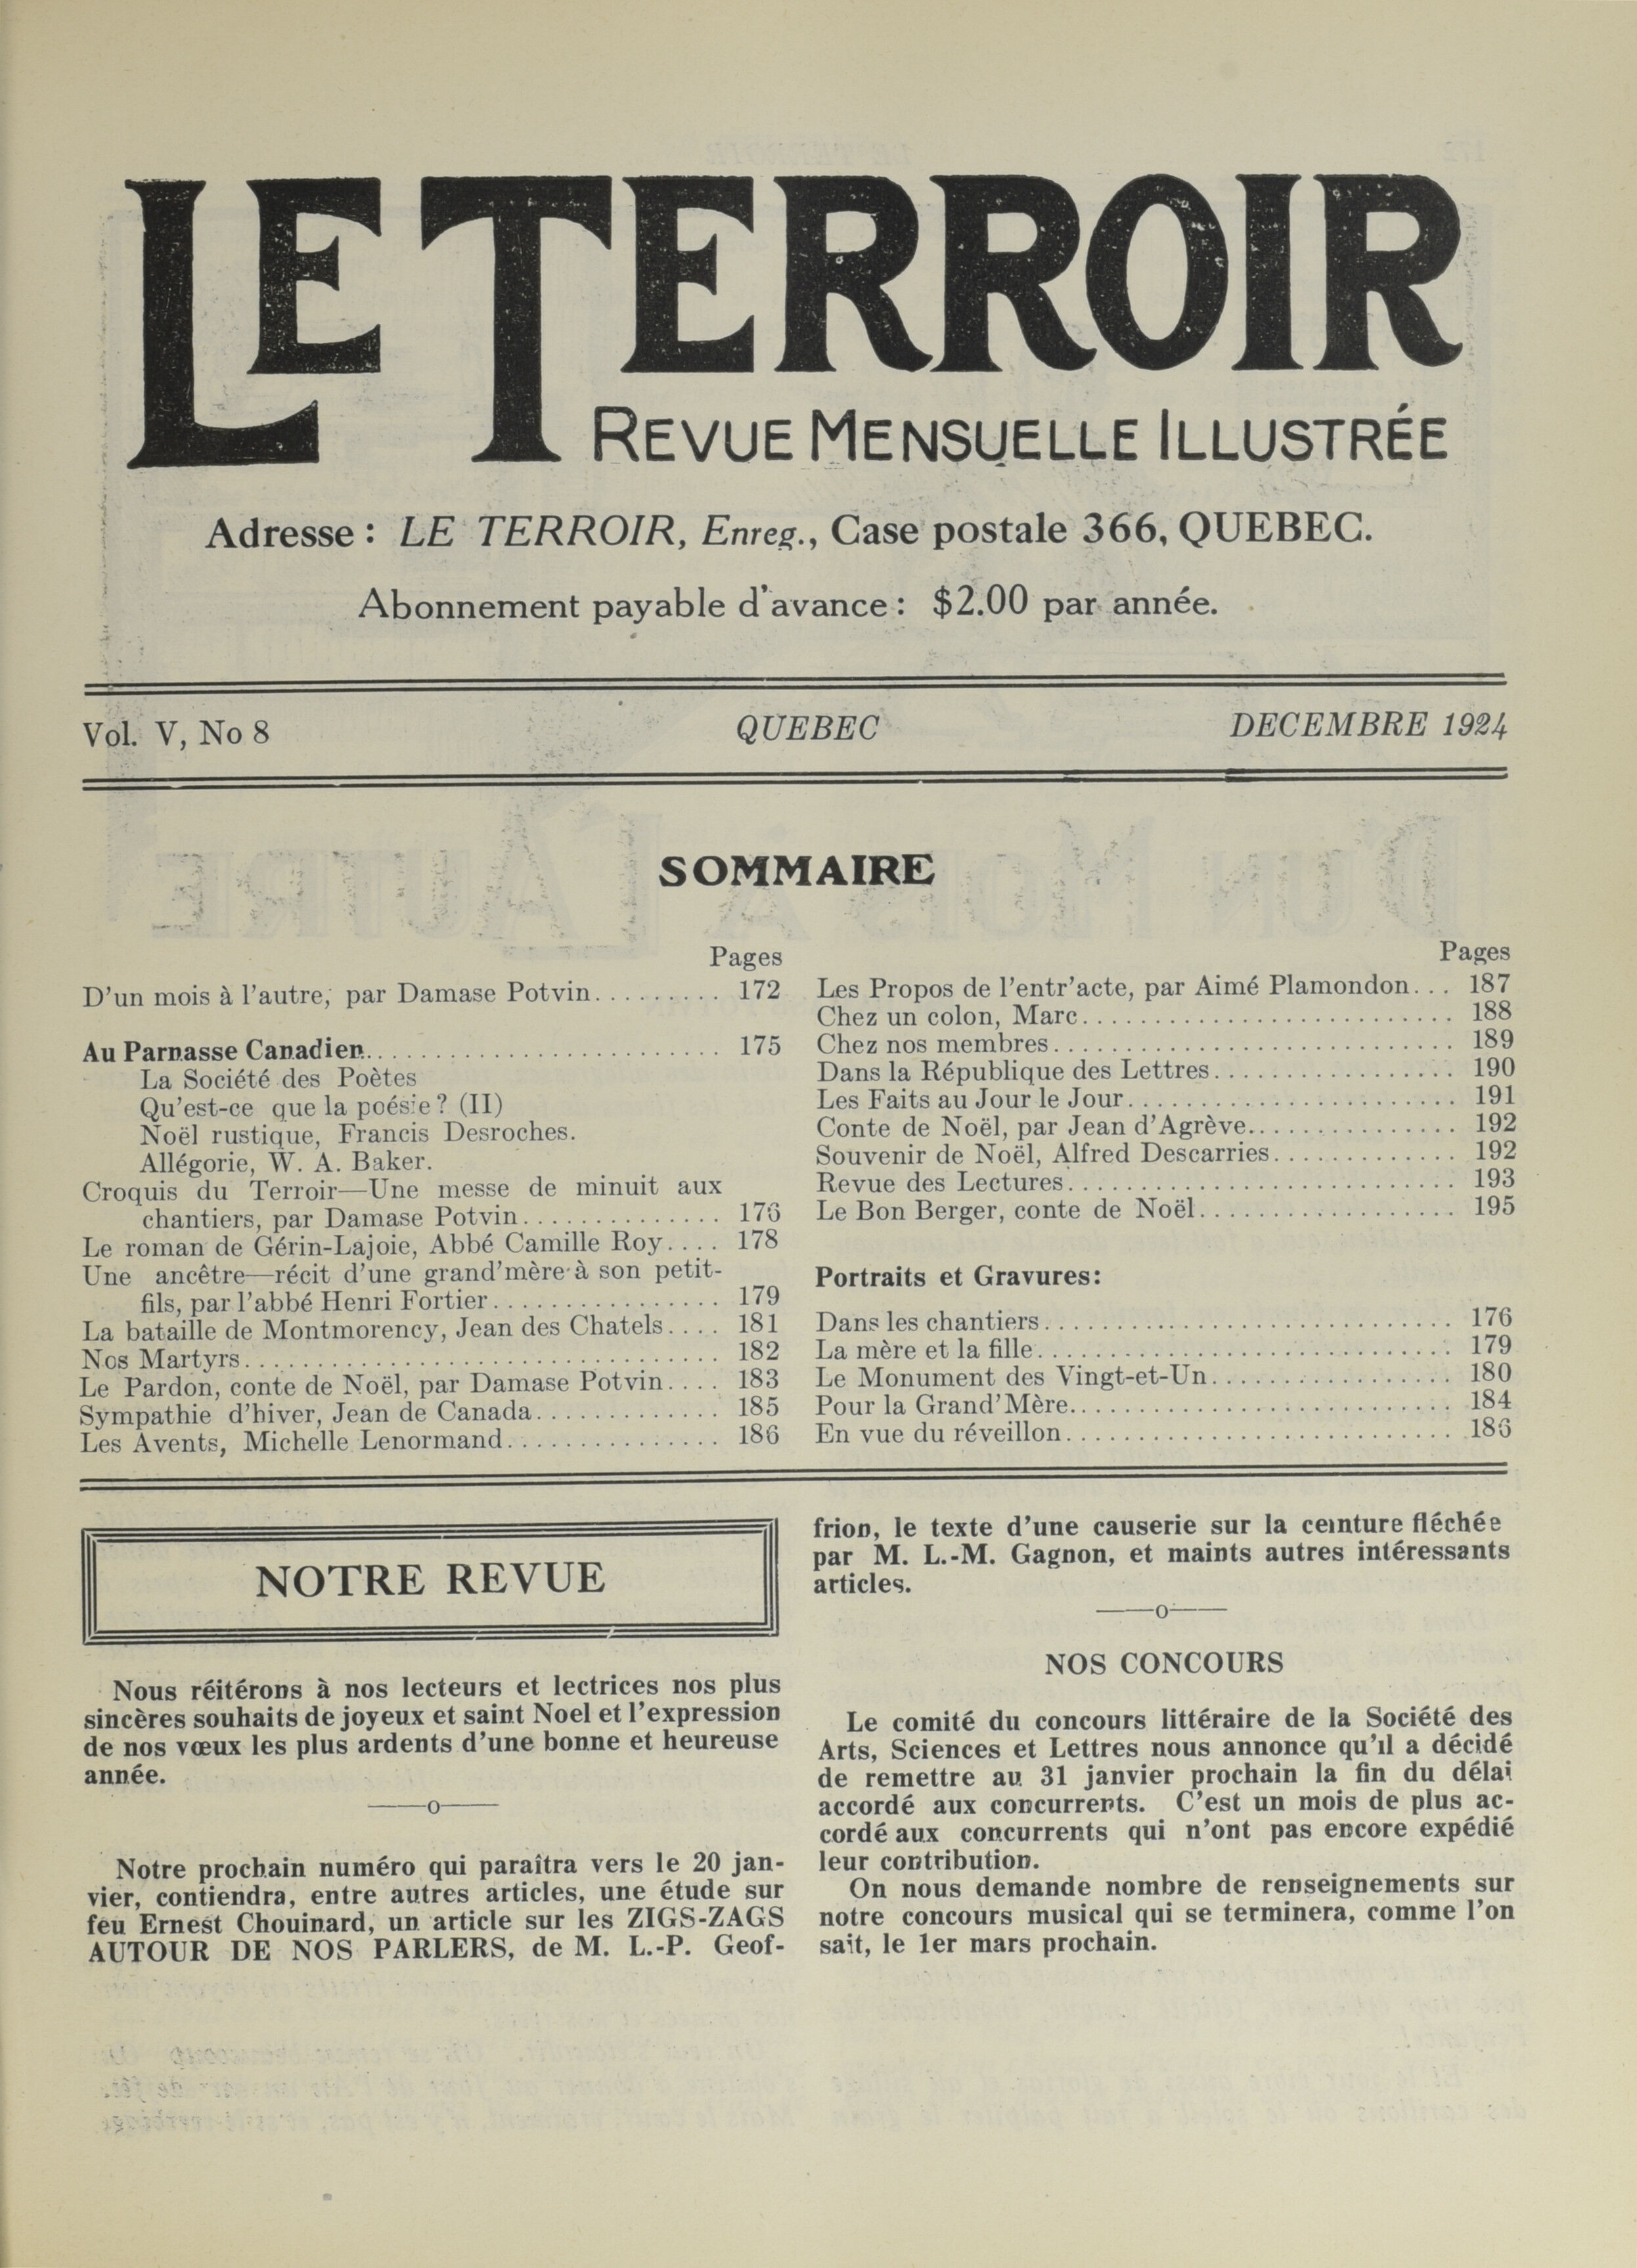 LE TERROIR
REVUE MENSUELLE ILLUSTRÉE
Adresse : LE TERROIR, Enreg., Case postale 366, QUEBEC.
Abonnement payable d'avance : $2.00 par année.
Vol. V, No 8 QUEBEC DECEMBRE 1924
SOMMAIRE
Pages
D'un mois à l'autre, par Damase Potvin.......... 172
Au Parnasse Canadien......................... 175
La Société des Poètes
Qu'est-ce que la poésie ? (II)
Noël rustique, Francis Desroches.
Allégorie, W. A. Baker.
Croquis du Terroir—Une messe de minuit aux
chantiers, par Damase Potvin.............. 176
Le roman de Gérin-Lajoie, Abbé Camille Roy.... 178
Une ancêtre—récit d'une grand'mère à son petit-
fils, par l'abbé Henri Fortier................ 179
La bataille de Montmorency, Jean des Chatels.... 181
Nos Martyrs................................. 182
Le Pardon, conte de Noël, par Damase Potvin.... 183
Sympathie d'hiver, Jean de Canada............. 185
Les Avents, Michelle Lenormand............... 186
Pages
Les Propos de l'entr'acte, par Aimé Plamondon... 187
Chez un colon, Marc.......................... 188
Chez nos membres............................ 189
Dans la République des Lettres................. 190
Les Faits au Jour le Jour....................... 191
Conte de Noël, par Jean d'Agrève............... 192
Souvenir de Noël, Alfred Descarries............. 192
Revue des Lectures........................... 193
Le Bon Berger, conte de Noël.................. 195
Portraits et Gravures:
Dans les chantiers............................ 176
La mère et la fille............................. 179
Le Monument des Vingt-et-Un................. 180
Pour la Grand'Mère........................... 184
En vue du réveillon........................... 186
NOTRE REVUE
Nous réitérons à nos lecteurs et lectrices nos plus
sincères souhaits de joyeux et saint Noel et l'expression
de nos vœux les plus ardents d'une bonne et heureuse
année.
——o——
Notre prochain numéro qui paraîtra vers le 20 jan-
vier, contiendra, entre autres articles, une étude sur
feu Ernest Chouinard, un article sur les ZIGS-ZAGS
AUTOUR DE NOS PARLERS, de M. L.-P. Geof-
frion, le texte d'une causerie sur la ceinture fléchée
par M. L.-M. Gagnon, et maints autres intéressants
articles.
——o——
NOS CONCOURS
Le comité du concours littéraire de la Société des
Arts, Sciences et Lettres nous annonce qu'il a décidé
de remettre au 31 janvier prochain la fin du délai
accordé aux concurrents. C'est un mois de plus ac-
cordé aux concurrents qui n'ont pas encore expédié
leur contribution.
On nous demande nombre de renseignements sur
notre concours musical qui se terminera, comme l'on
sait, le 1er mars prochain.